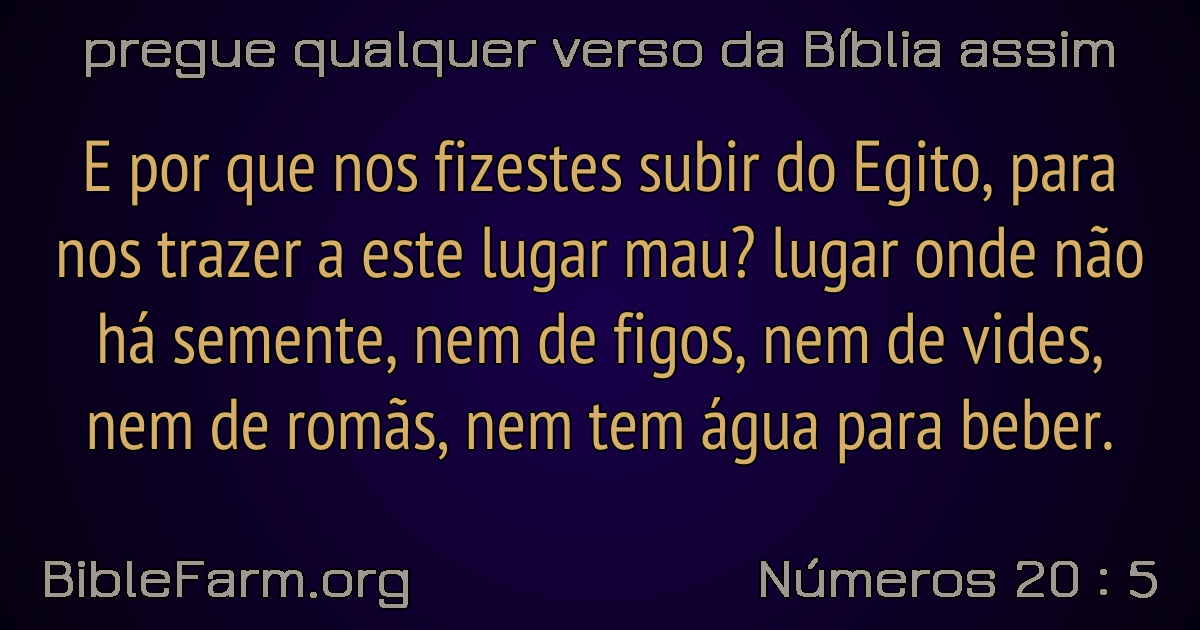 pregue qualquer verso da Bíblia assim
E por que nos fizestes subir do Egito, para
nos trazer a este lugar mau? lugar onde não
há semente, nem de figos, nem de vides,
nem de romãs, nem tem água para beber.
BibleFarm.org
Números 20 : 5